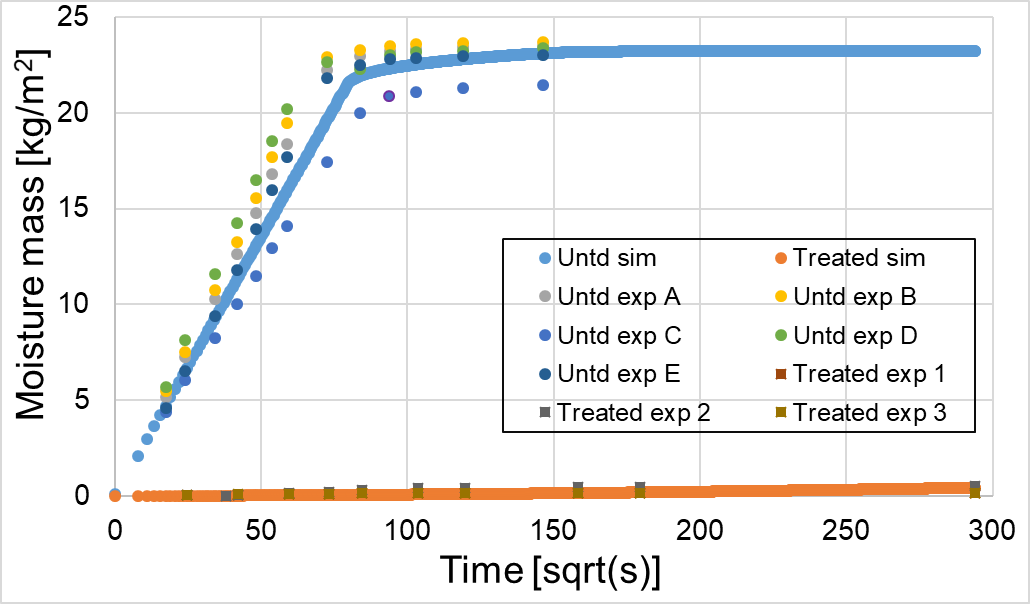 25
20
15
10
5
0
0 50 100 150 200 250 300
Moisture mass [kg/m²]
Time [sqrt(s)]
Untd sim Treated sim
Untd exp A Untd exp B
Untd exp C Untd exp D
Untd exp E Treated exp 1
Treated exp 2 Treated exp 3